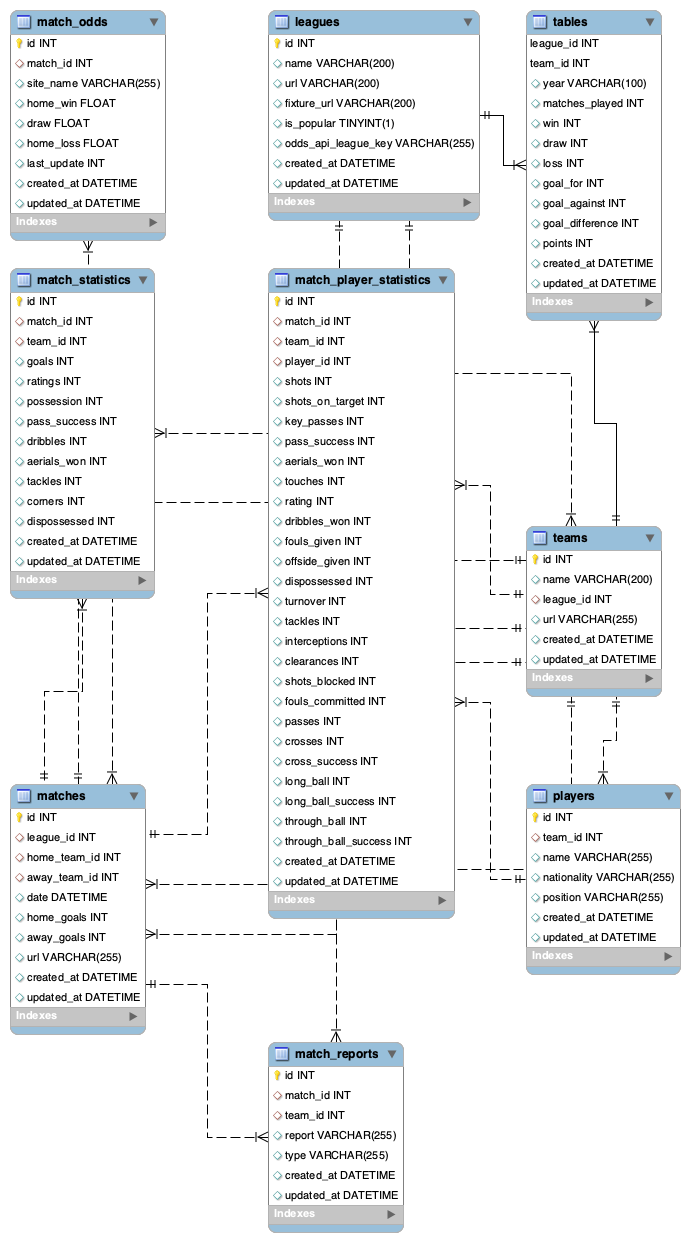 match_odds
id INT
match_id INT
site_name VARCHAR(255)
home_win FLOAT
draw FLOAT
home_loss FLOAT
last_update INT
created_at DATETIME
updated_at DATETIME
Indexes
leagues
id INT
name VARCHAR(200)
url VARCHAR(200)
fixture_url VARCHAR(200)
is_popular TINYINT(1)
odds_api_league_key VARCHAR(255)
created_at DATETIME
updated_at DATETIME
Indexes
tables
league_id INT
team_id INT
year VARCHAR(100)
matches_played INT
win INT
draw INT
loss INT
goal_for INT
goal_against INT
goal_difference INT
points INT
created_at DATETIME
updated_at DATETIME
Indexes
match_statistics
id INT
match_id INT
team_id INT
goals INT
ratings INT
possession INT
pass_success INT
dribbles INT
aerials_won INT
tackles INT
corners INT
dispossessed INT
created_at DATETIME
updated_at DATETIME
Indexes
match_player_statistics
id INT
match_id INT
team_id INT
player_id INT
shots INT
shots_on_target INT
key_passes INT
pass_success INT
aerials_won INT
touches INT
rating INT
dribbles_won INT
fouls_given INT
offside_given INT
dispossessed INT
turnover INT
tackles INT
interceptions INT
clearances INT
shots_blocked INT
fouls_committed INT
passes INT
crosses INT
cross_success INT
long_ball INT
long_ball_success INT
through_ball INT
through_ball_success INT
created_at DATETIME
updated_at DATETIME
Indexes
teams
id INT
name VARCHAR(200)
league_id INT
url VARCHAR(255)
created_at DATETIME
updated_at DATETIME
Indexes
matches
id INT
league_id INT
home_team_id INT
away_team_id INT
date DATETIME
home_goals INT
away_goals INT
url VARCHAR(255)
created_at DATETIME
updated_at DATETIME
Indexes
players
id INT
team_id INT
name VARCHAR(255)
nationality VARCHAR(255)
position VARCHAR(255)
created_at DATETIME
updated_at DATETIME
Indexes
match_reports
id INT
match_id INT
team_id INT
report VARCHAR(255)
type VARCHAR(255)
created_at DATETIME
updated_at DATETIME
Indexes